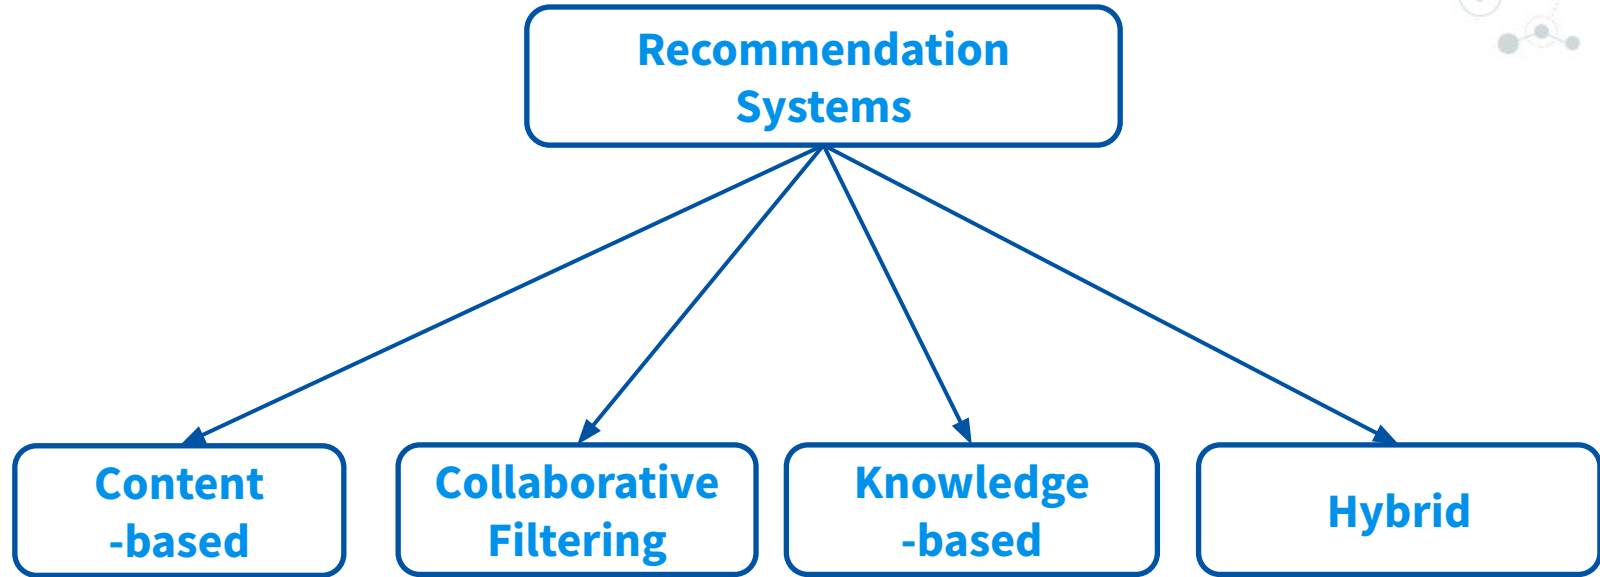 Recommendation
Systems
Content
-based
Collaborative
Filtering
Knowledge
-based
Hybrid